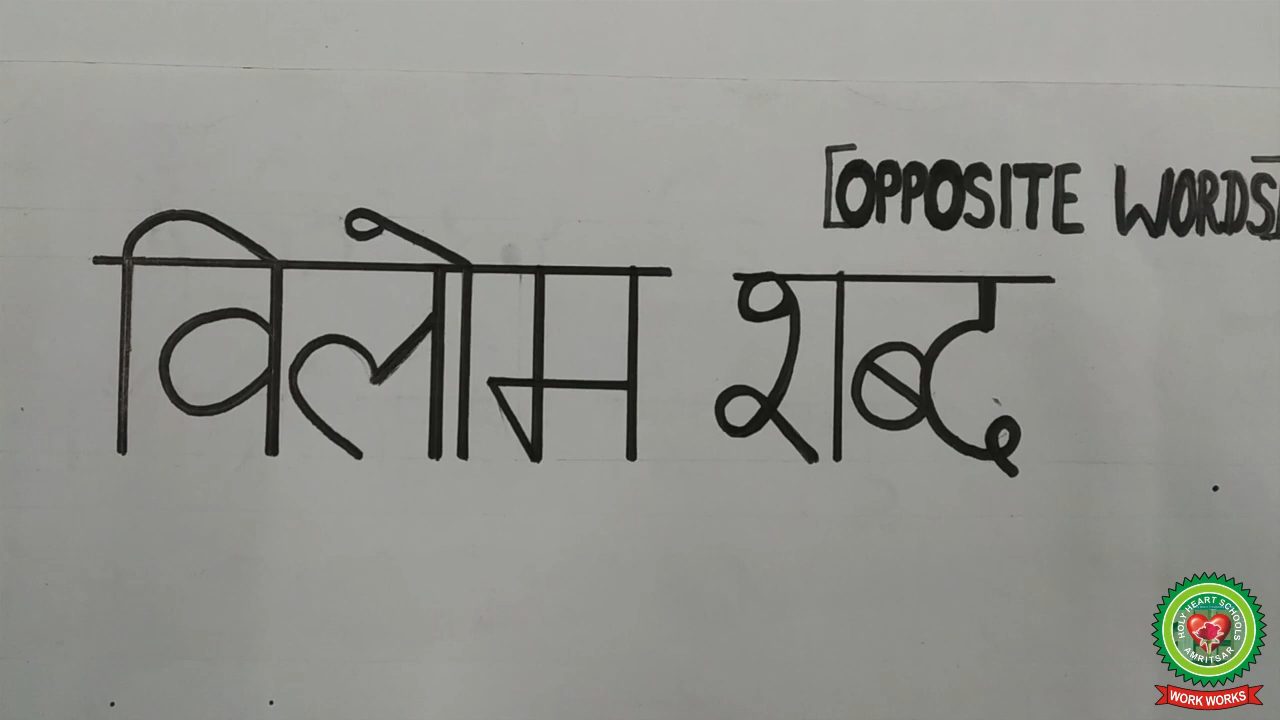 [OPPOSITE WORDS]
विलोम शब्द
HOLY HEART SCHOOLS
AMRITSAR
WORK WORKS